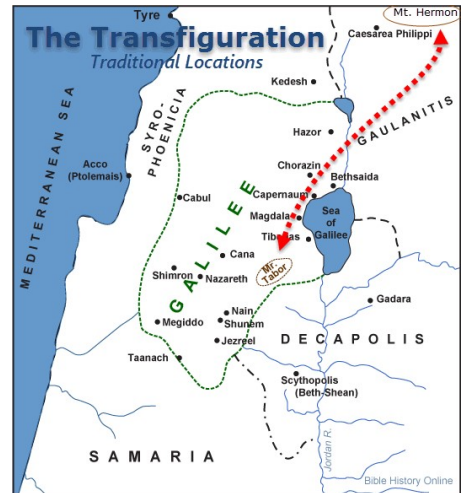 Mt. Hermon
Tyre
The Transfiguration
Traditional Locations
Caesarea Philippi
Kedesh
MEDITERRANEAN SEA
SYRO-
PHOENICIA
GAULANITIS
Hazor
Acco
(Ptolemais)
Chorazin
Bethsaida
Cabul
Capernaum
Magdala
Sea
of
Galilee
Tiberias
GALILEE
Cana
Mr.
Tabor
Shimron
Nazareth
Gadara
Nain
Megiddo
Shunem
Jezreel
DECAPOLIS
Taanach
Scythopolis
(Beth-Shean)
SAMARIA
Jordan R.
Bible History Online